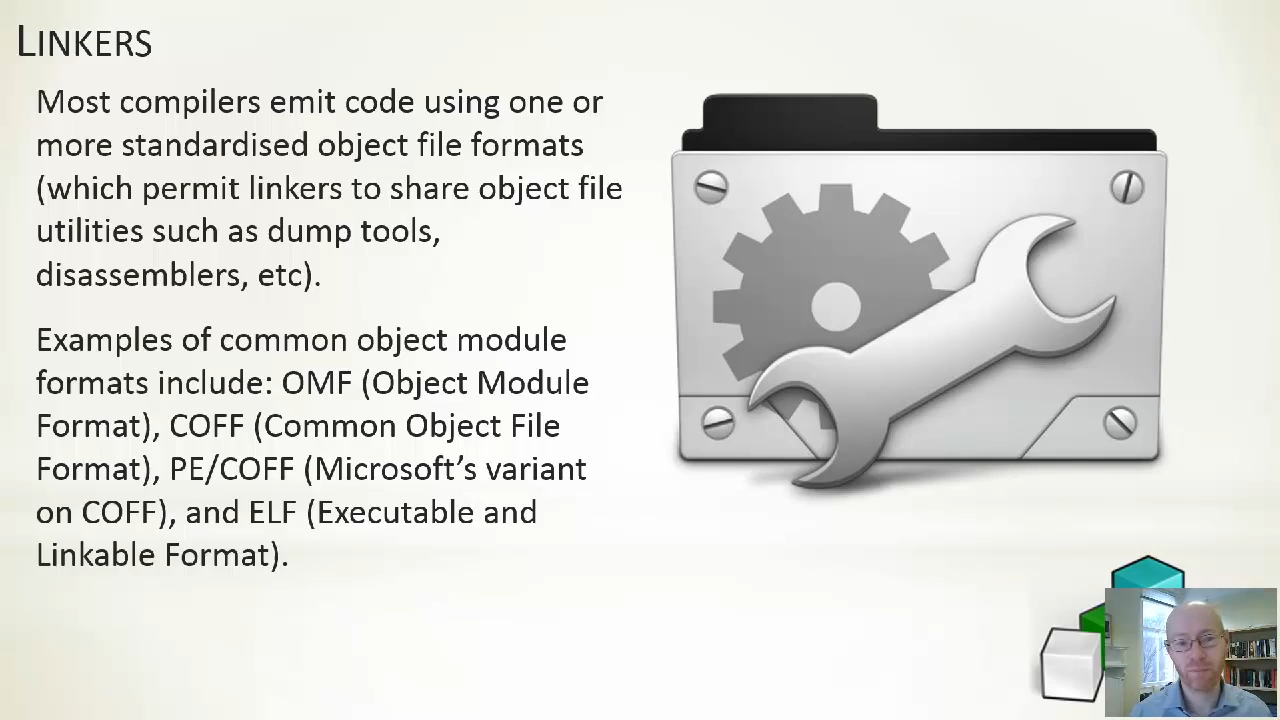 LINKERS
Most compilers emit code using one or
more standardised object file formats
(which permit linkers to share object file
utilities such as dump tools,
disassemblers, etc).
Examples of common object module
formats include: OMF (Object Module
Format), COFF (Common Object File
Format), PE/COFF (Microsoft’s variant
on COFF), and ELF (Executable and
Linkable Format).